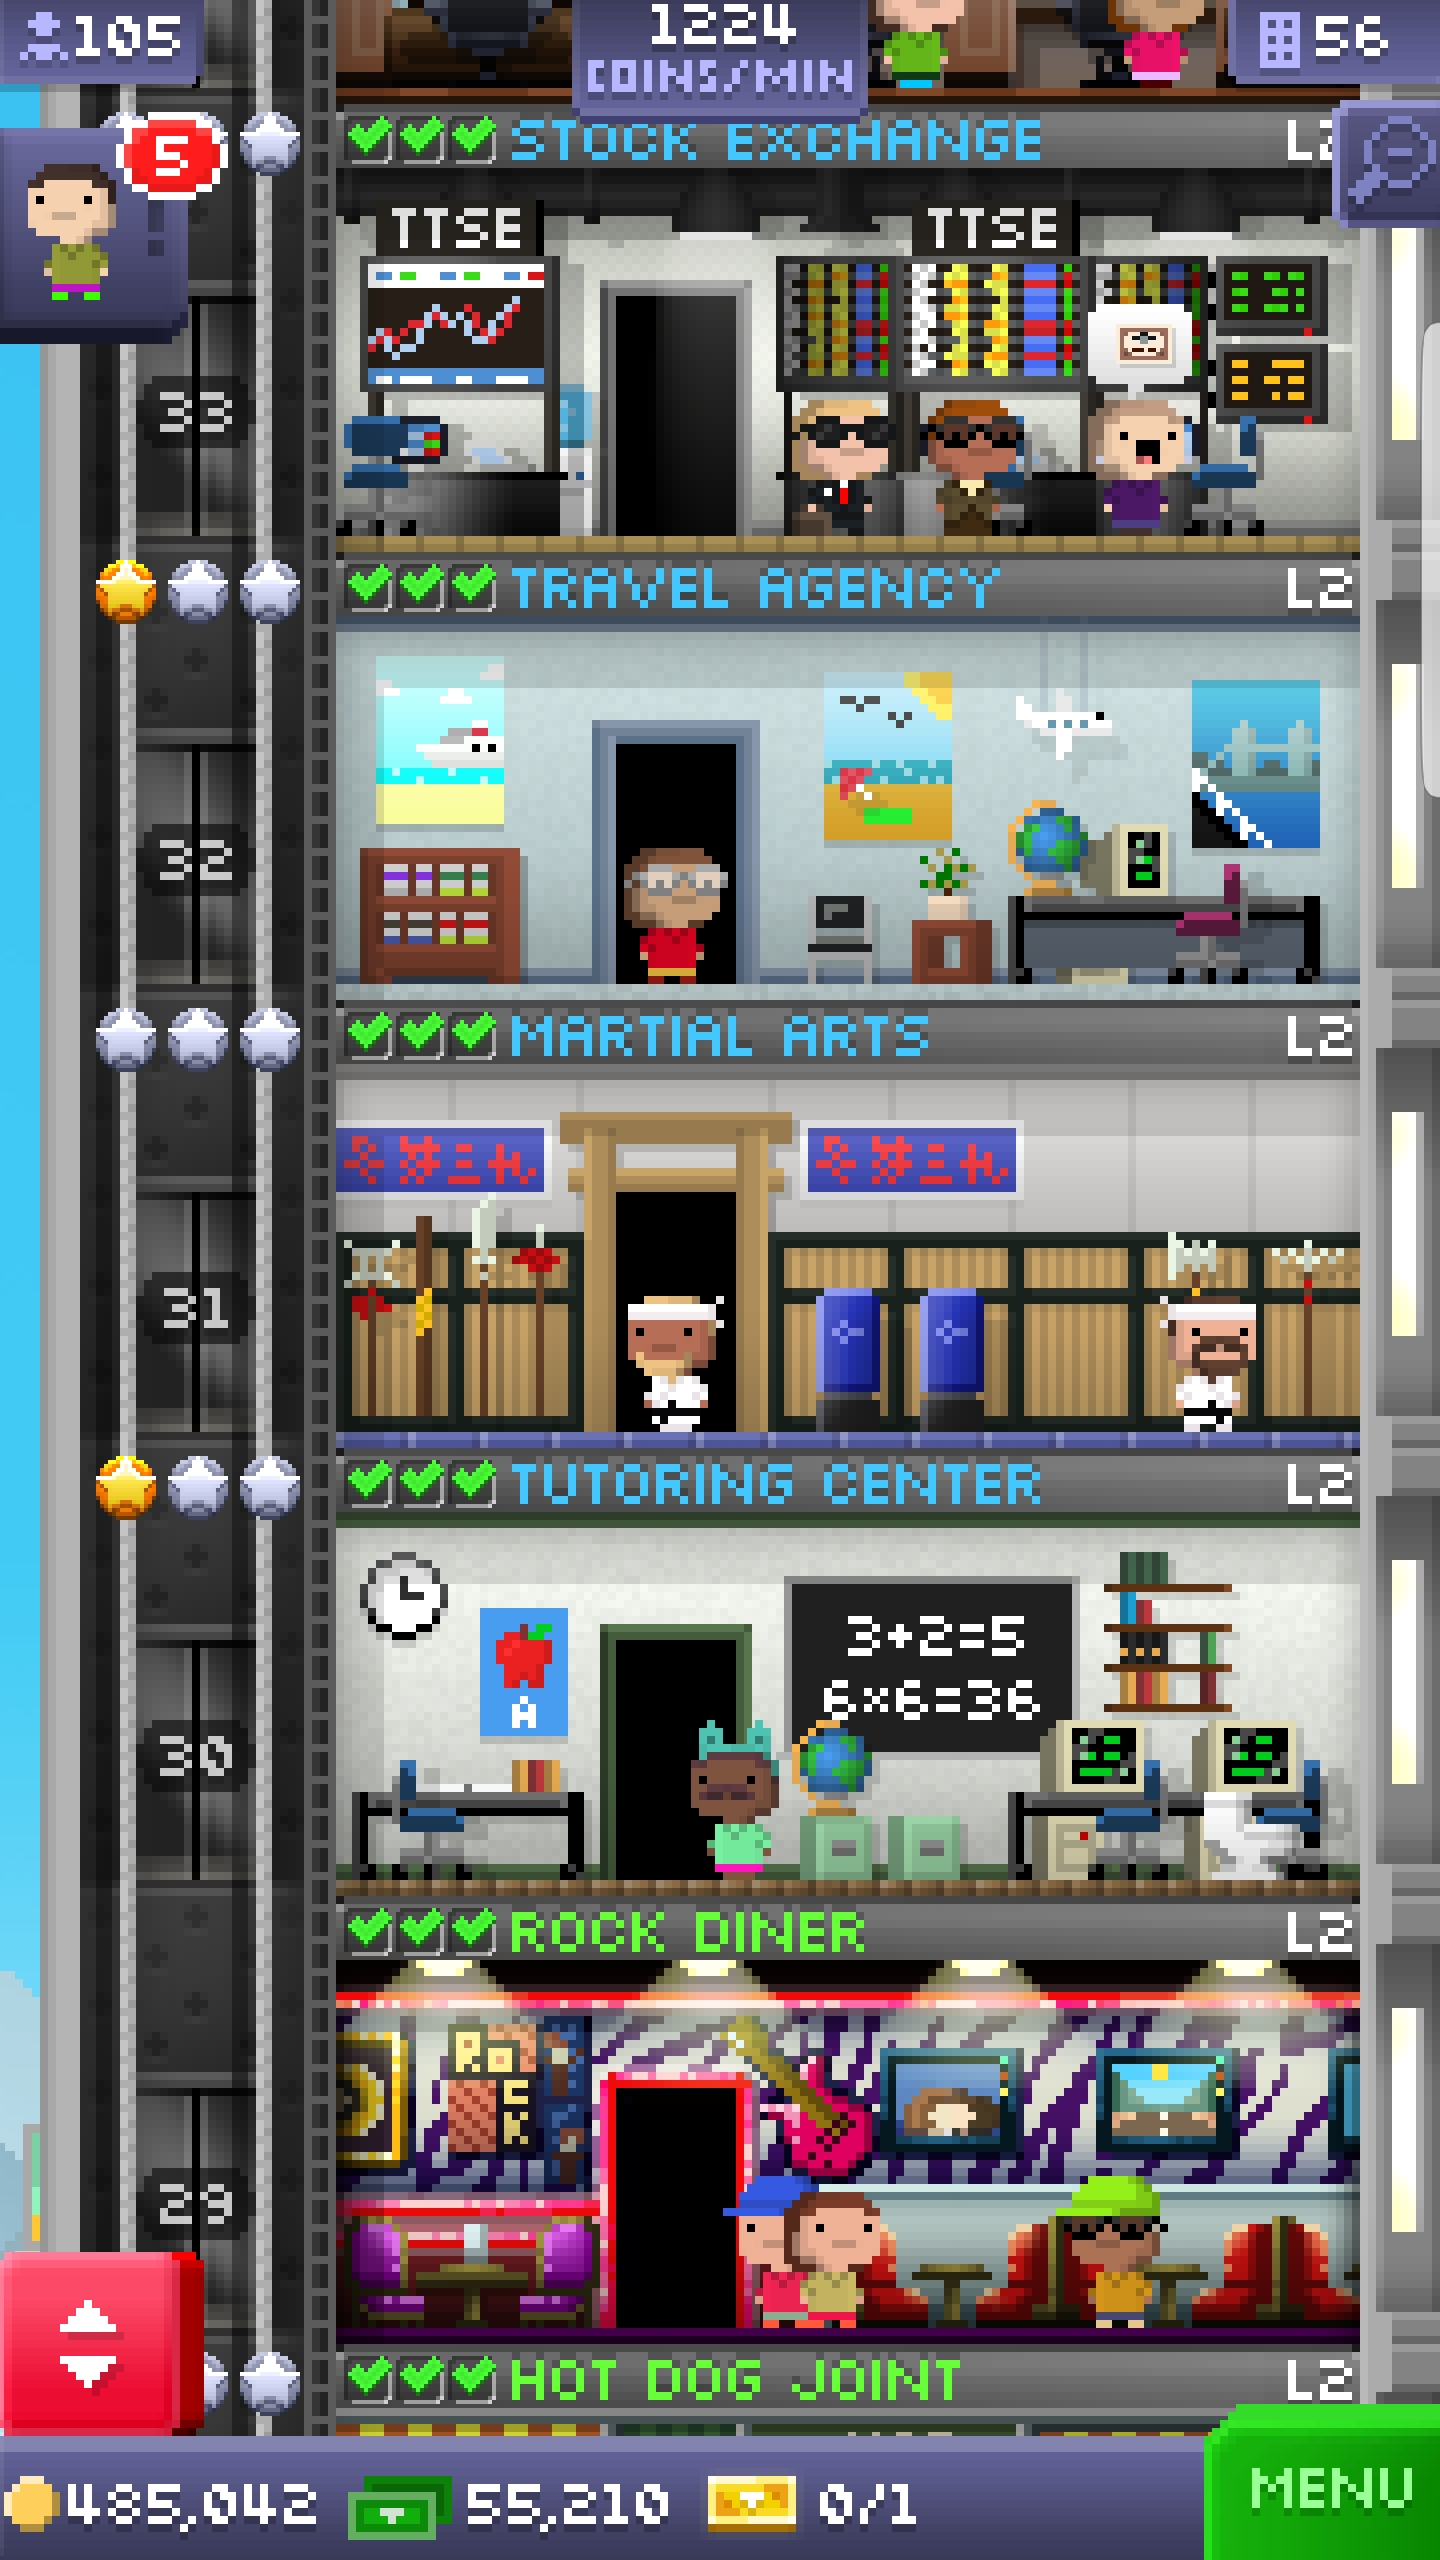 105
1224
COINS/MIN
56
5
STOCK EXCHANGE
TTSE
TTSE
33
TRAVEL AGENCY L2
32
MARTIAL ARTS L2
31
TUTORING CENTER L2
3+2=5
6×6=36
A
30
ROCK DINER L2
ROCK
29
HOT DOG JOINT L2
485,042 55,210 0/1
MENU